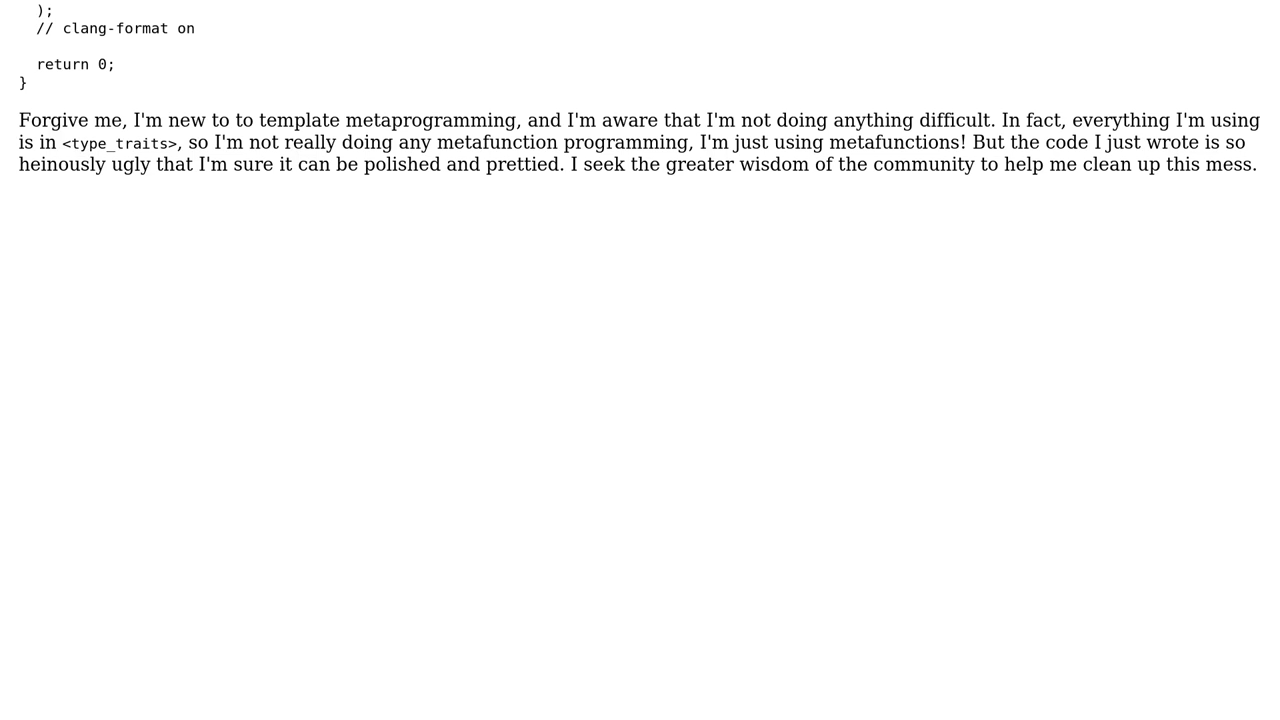 );
  // clang-format on

  return 0;
}
Forgive me, I'm new to to template metaprogramming, and I'm aware that I'm not doing anything difficult. In fact, everything I'm using
is in <type_traits>, so I'm not really doing any metafunction programming, I'm just using metafunctions! But the code I just wrote is so
heinously ugly that I'm sure it can be polished and prettied. I seek the greater wisdom of the community to help me clean up this mess.